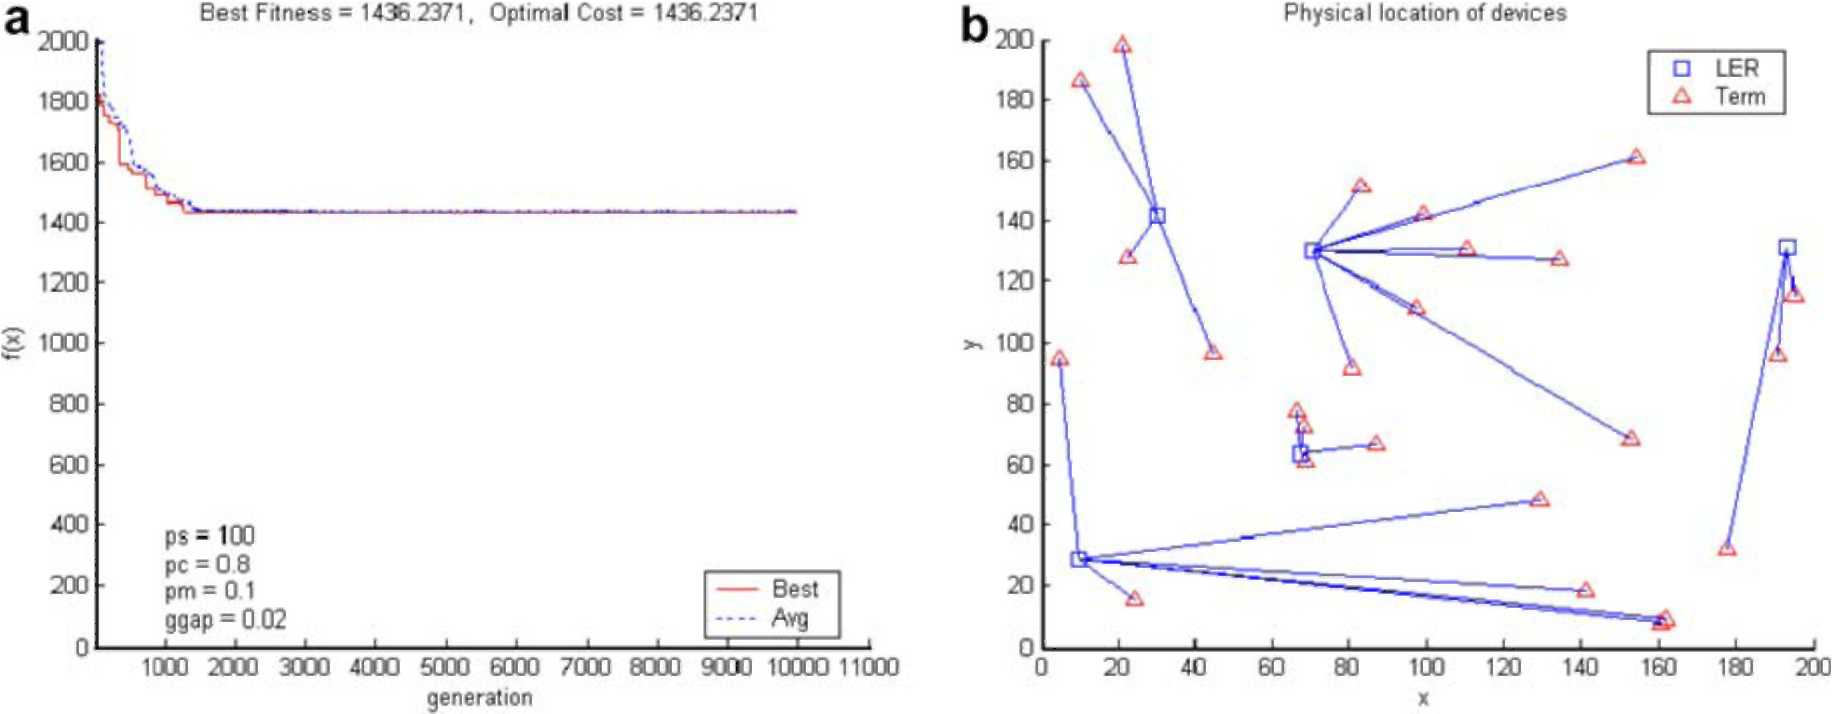 a
Best Fitness = 1436.2371, Optimal Cost = 1436.2371
2000
1800
1600
1400
1200
1000
800
600
400
200
0
f(x)
ps = 100
pc = 0.8
pm = 0.1
ggap = 0.02
Best
Avg
1000 2000 3000 4000 5000 6000 7000 8000 9000 10000 11000
generation
b
Physical location of devices
LER
Term
200
180
160
140
120
100
80
60
40
20
0
y
0 20 40 60 80 100 120 140 160 180 200
x